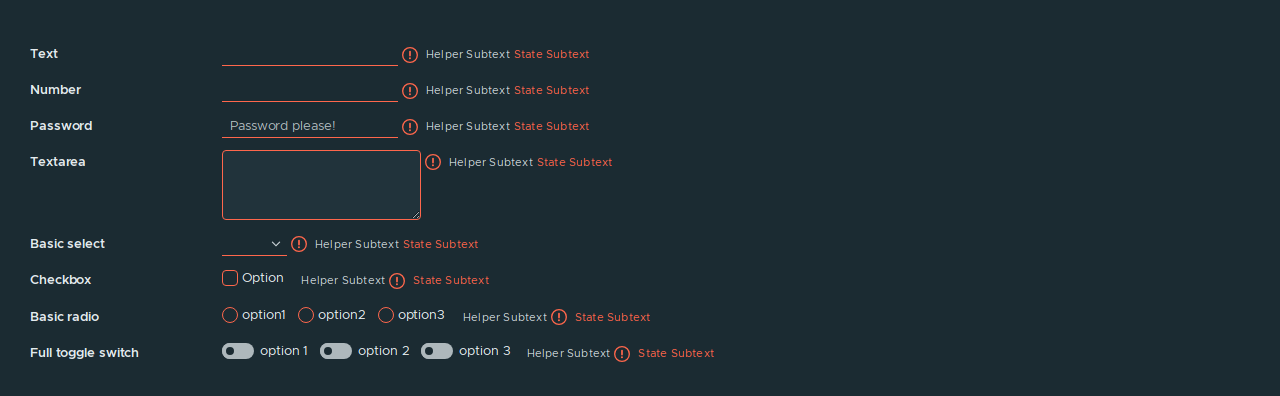 Text Helper Subtext State Subtext
Number Helper Subtext State Subtext
Password Password please! Helper Subtext State Subtext
Textarea Helper Subtext State Subtext
Basic select Helper Subtext State Subtext
Checkbox Option Helper Subtext State Subtext
Basic radio option1 option2 option3 Helper Subtext State Subtext
Full toggle switch option 1 option 2 option 3 Helper Subtext State Subtext